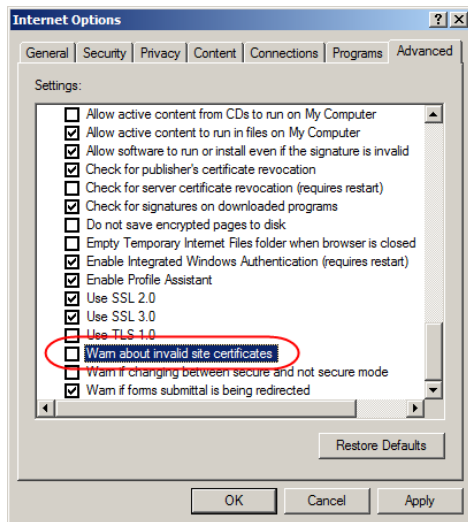 Internet Options
General Security Privacy Content Connections Programs Advanced
Settings:
Allow active content from CDs to run on My Computer
Allow active content to run in files on My Computer
Allow software to run or install even if the signature is invalid
Check for publisher's certificate revocation
Check for server certificate revocation (requires restart)
Check for signatures on downloaded programs
Do not save encrypted pages to disk
Empty Temporary Internet Files folder when browser is closed
Enable Integrated Windows Authentication (requires restart)
Enable Profile Assistant
Use SSL 2.0
Use SSL 3.0
Use TLS 1.0
Warn about invalid site certificates
Warn if changing between secure and not secure mode
Warn if forms submittal is being redirected
Restore Defaults
OK Cancel Apply